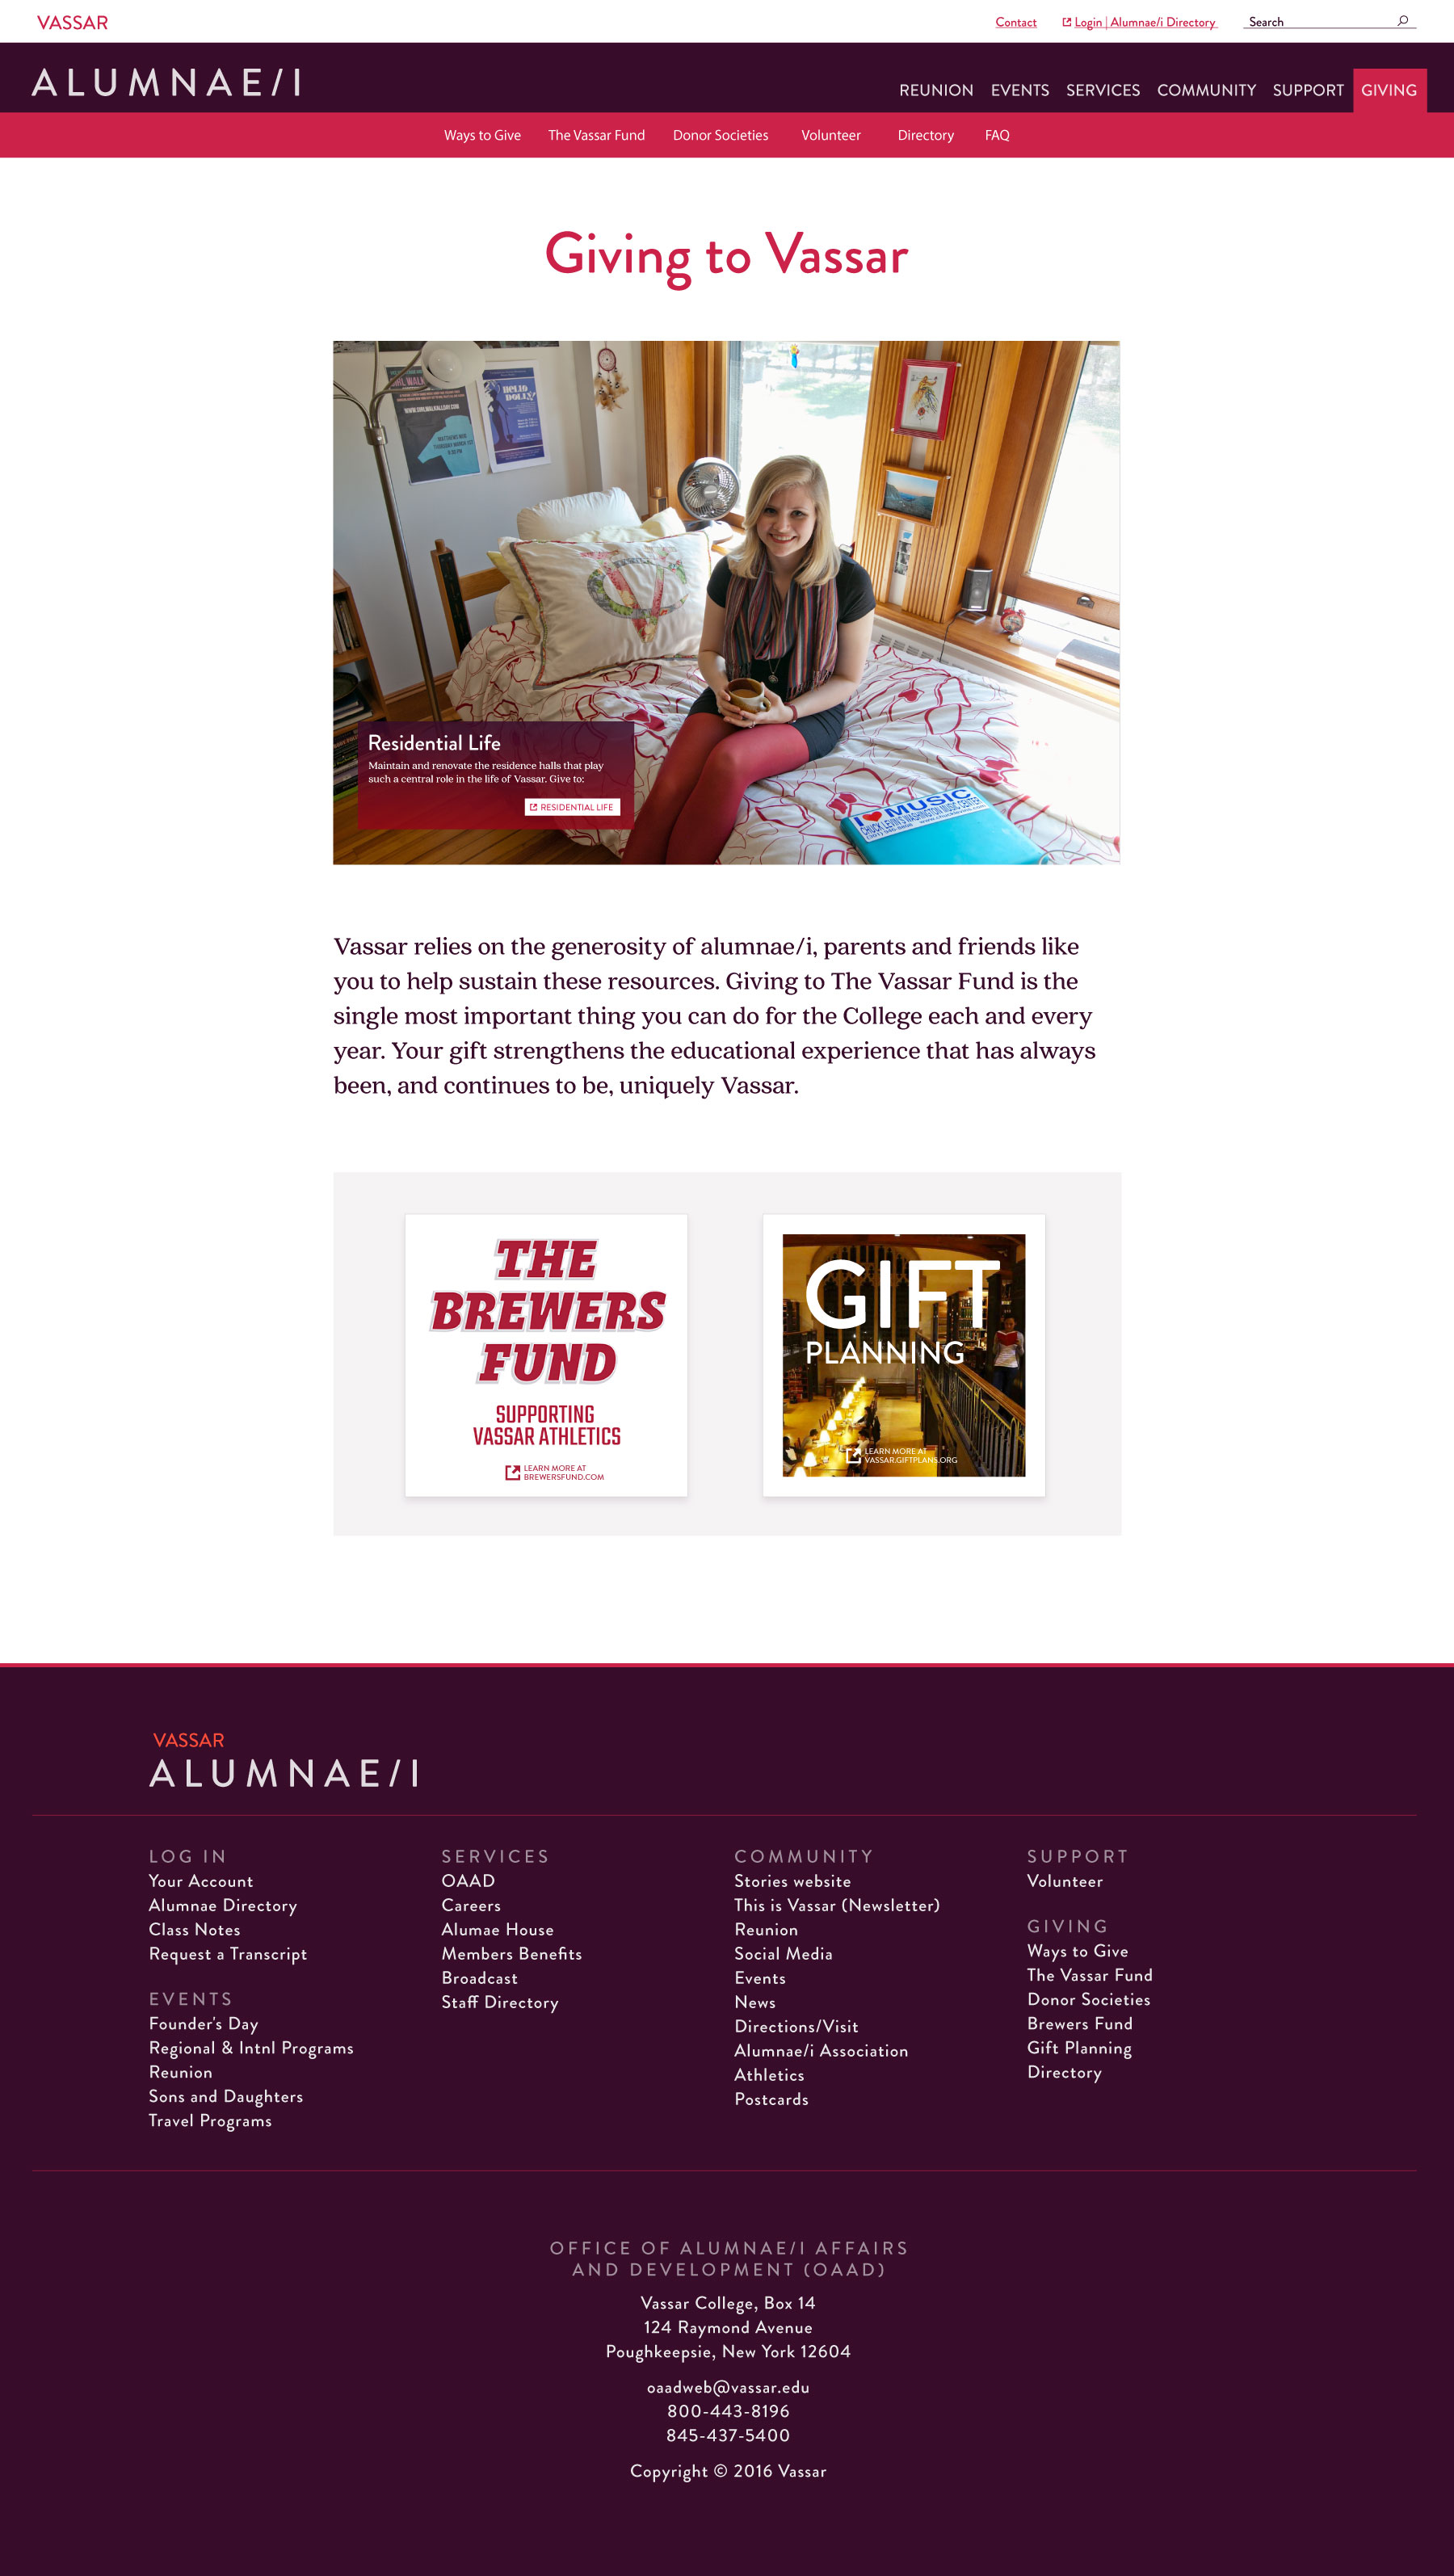 VASSAR
Contact
Login | Alumnae/i Directory
Search
ALUMNAE/I
REUNION
EVENTS
SERVICES
COMMUNITY
SUPPORT
GIVING
Ways to Give
The Vassar Fund
Donor Societies
Volunteer
Directory
FAQ
Giving to Vassar
HELLO
DOLLY!
Residential Life
Maintain and renovate the residence halls that play
such a central role in the life of Vassar. Give to:
RESIDENTIAL LIFE
I MUSIC
CHUCK LEVIN'S WASHINGTON MUSIC CENTER
Vassar relies on the generosity of alumnae/i, parents and friends like
you to help sustain these resources. Giving to The Vassar Fund is the
single most important thing you can do for the College each and every
year. Your gift strengthens the educational experience that has always
been, and continues to be, uniquely Vassar.
THE
BREWERS
FUND
SUPPORTING
VASSAR ATHLETICS
LEARN MORE AT
BREWERSFUND.COM
GIFT
PLANNING
LEARN MORE AT
VASSAR.GIFTPLANS.ORG
VASSAR
ALUMNAE/I
LOG IN
Your Account
Alumnae Directory
Class Notes
Request a Transcript
EVENTS
Founder's Day
Regional & Intnl Programs
Reunion
Sons and Daughters
Travel Programs
SERVICES
OAAD
Careers
Alumae House
Members Benefits
Broadcast
Staff Directory
COMMUNITY
Stories website
This is Vassar (Newsletter)
Reunion
Social Media
Events
News
Directions/Visit
Alumnae/i Association
Athletics
Postcards
SUPPORT
Volunteer
GIVING
Ways to Give
The Vassar Fund
Donor Societies
Brewers Fund
Gift Planning
Directory
OFFICE OF ALUMNAE/I AFFAIRS
AND DEVELOPMENT (OAAD)
Vassar College, Box 14
124 Raymond Avenue
Poughkeepsie, New York 12604
oaadweb@vassar.edu
800-443-8196
845-437-5400
Copyright © 2016 Vassar